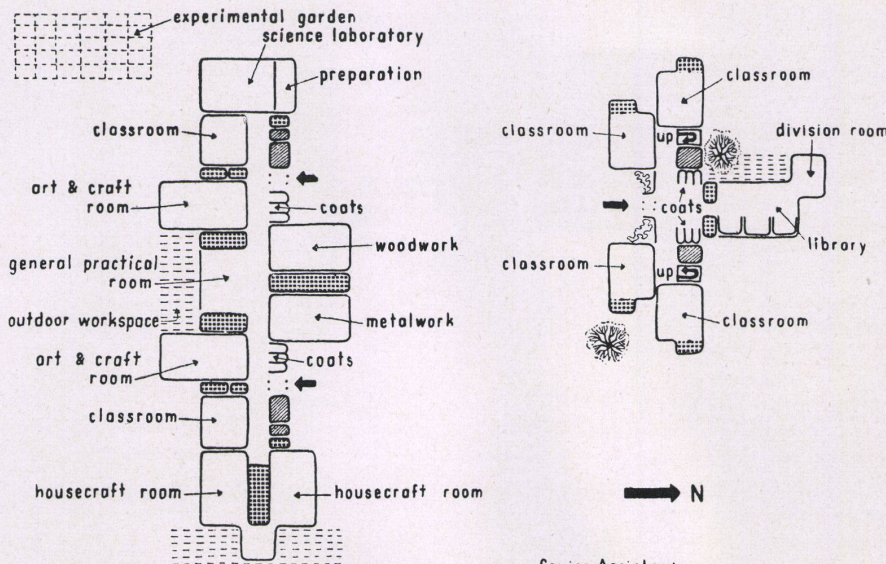 experimental garden
science laboratory
preparation
classroom
art & craft
room
coats
woodwork
general practical
room
outdoor workspace
metalwork
art & craft
room
coats
classroom
housecraft room
housecraft room
classroom
classroom
up
division room
coats
library
classroom
up
classroom
N